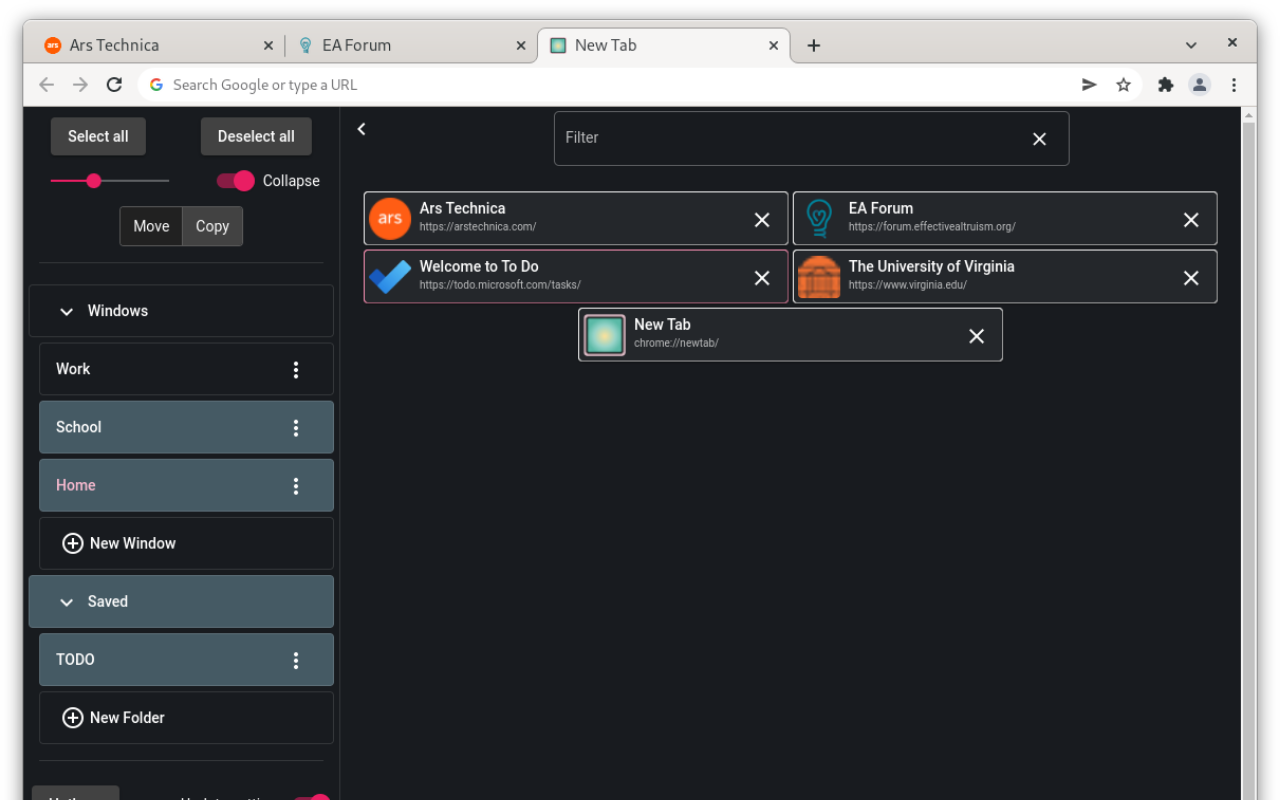 Ars Technica
EA Forum
New Tab
Search Google or type a URL
Select all
Deselect all
Collapse
Move
Copy
Windows
Work
School
Home
New Window
Saved
TODO
New Folder
Filter
ars
Ars Technica
https://arstechnica.com/
EA Forum
https://forum.effectivealtruism.org/
Welcome to To Do
https://todo.microsoft.com/tasks/
The University of Virginia
https://www.virginia.edu/
New Tab
chrome://newtab/